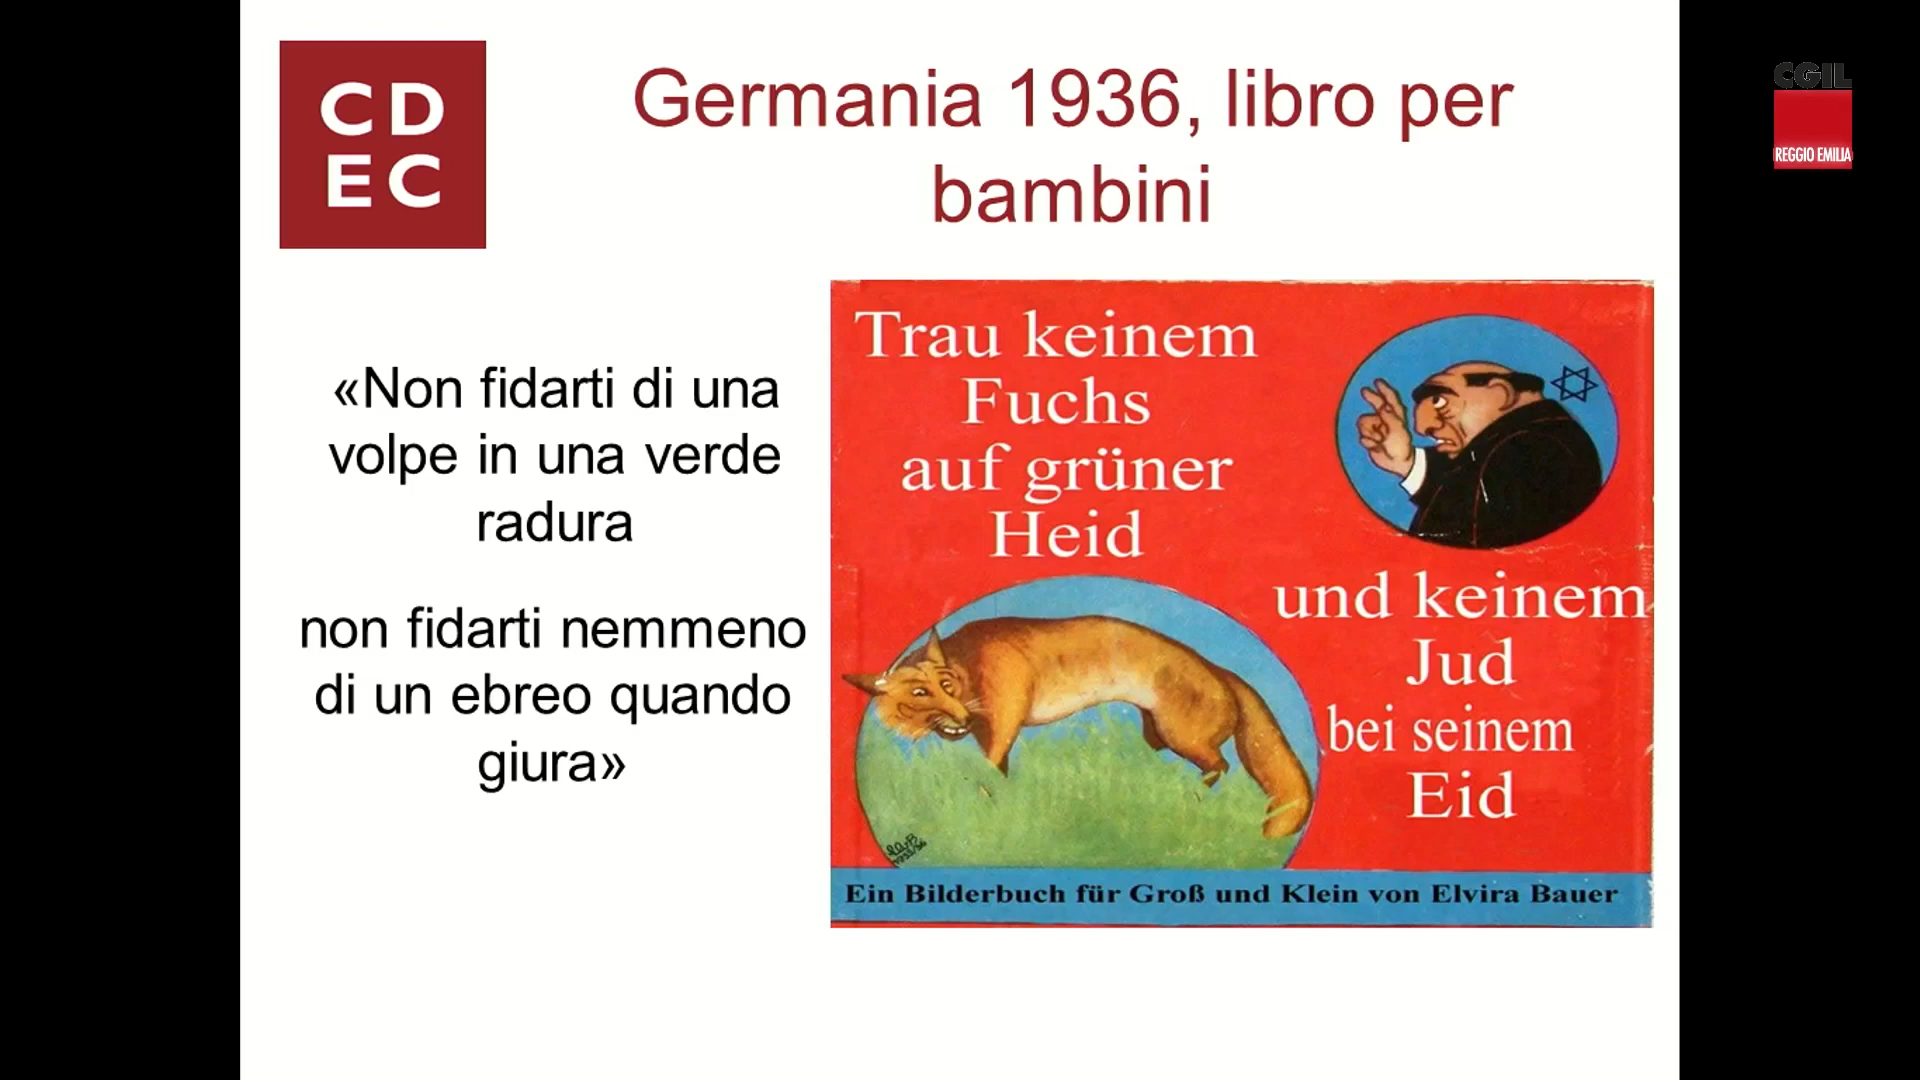 CD
EC
Germania 1936, libro per
bambini
CGIL
REGGIO EMILIA
«Non fidarti di una
volpe in una verde
radura
non fidarti nemmeno
di un ebreo quando
giura»
Trau keinem
Fuchs
auf grüner
Heid
und keinem
Jud
bei seinem
Eid
Ein Bilderbuch für Groß und Klein von Elvira Bauer